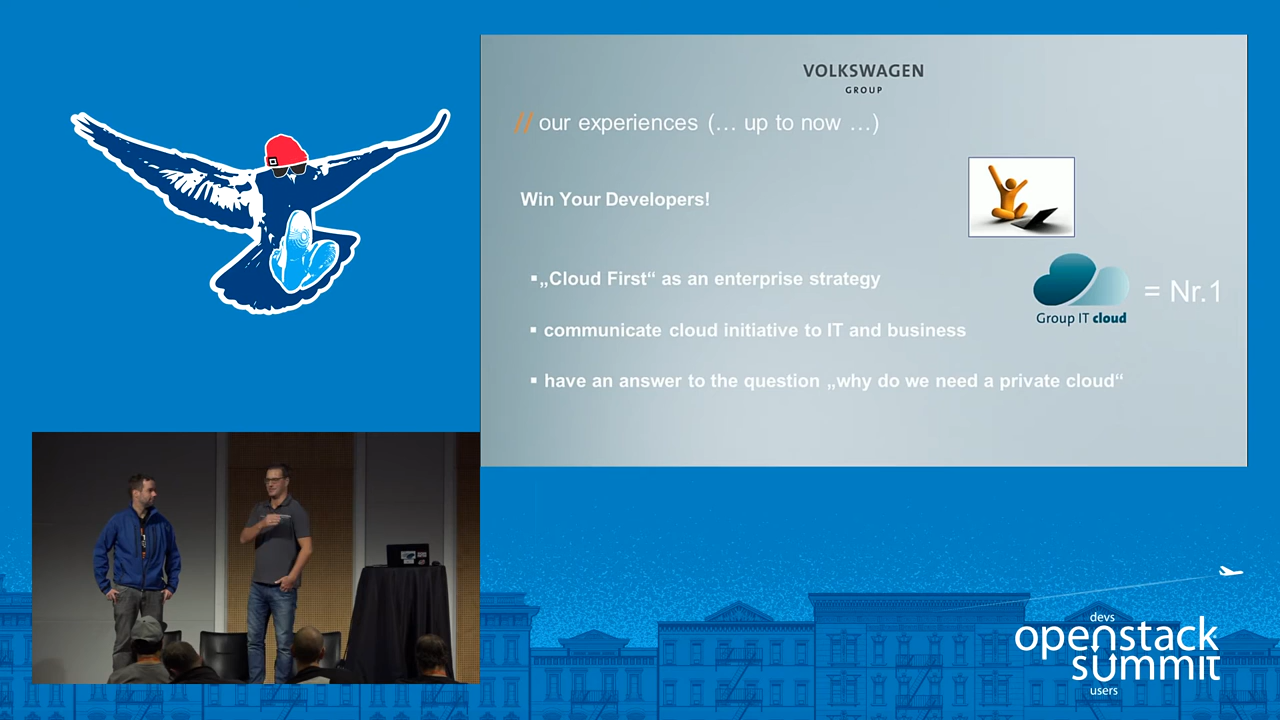 VOLKSWAGEN
GROUP
// our experiences (… up to now …)
Win Your Developers!
▪„Cloud First“ as an enterprise strategy
▪ communicate cloud initiative to IT and business
▪ have an answer to the question „why do we need a private cloud“
Group IT cloud
= Nr.1
devs
openstack
summit
users